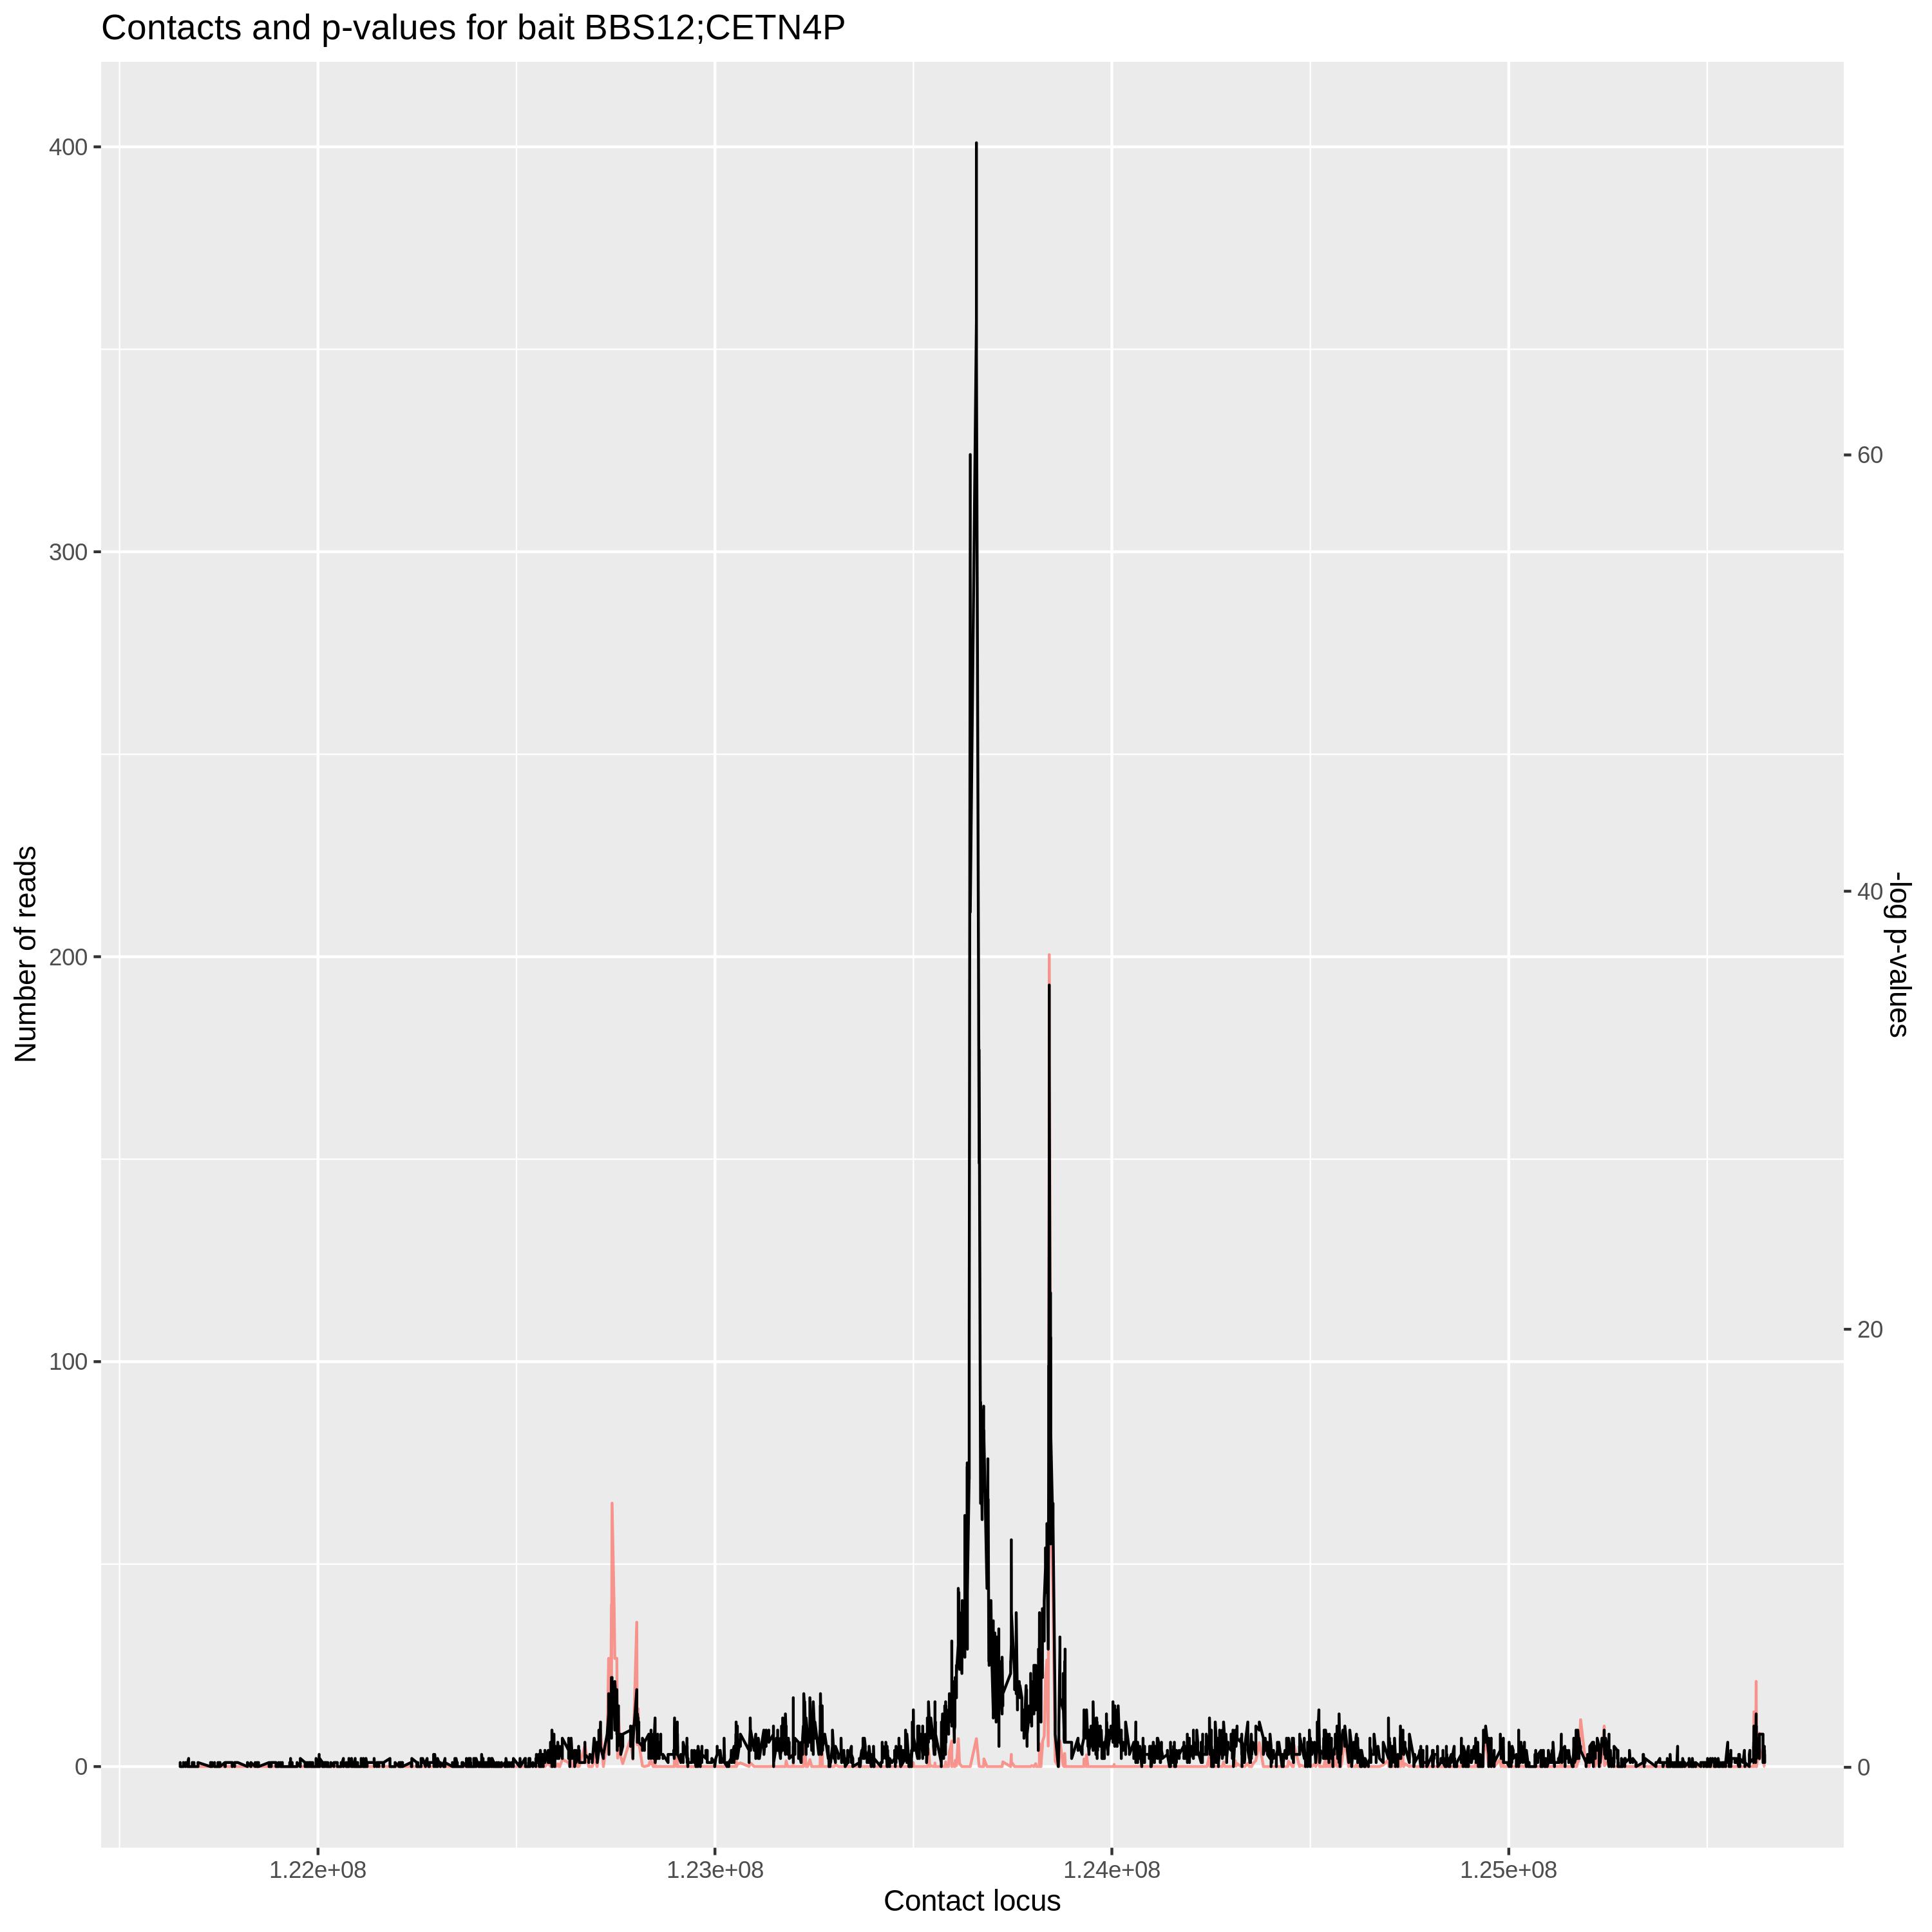 Contacts and p-values for bait BBS12;CETN4P
400
300
200
100
0
Number of reads
60
40
20
0
-log p-values
1.22e+08
1.23e+08
1.24e+08
1.25e+08
Contact locus